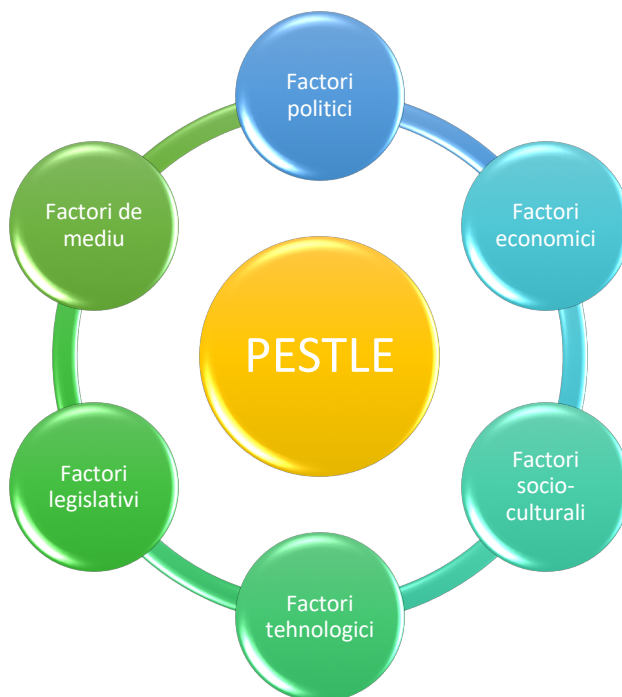 Factori
politici
Factori
economici
Factori
socio-
culturali
Factori
tehnologici
Factori
legislativi
Factori de
mediu
PESTLE